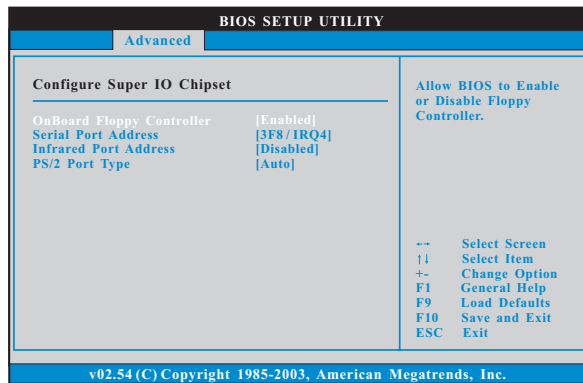 BIOS SETUP UTILITY
Advanced
Configure Super IO Chipset
OnBoard Floppy Controller [Enabled]
Serial Port Address [3F8 / IRQ4]
Infrared Port Address [Disabled]
PS/2 Port Type [Auto]
Allow BIOS to Enable
or Disable Floppy
Controller.
←→ Select Screen
↑↓ Select Item
+- Change Option
F1 General Help
F9 Load Defaults
F10 Save and Exit
ESC Exit
v02.54 (C) Copyright 1985-2003, American Megatrends, Inc.